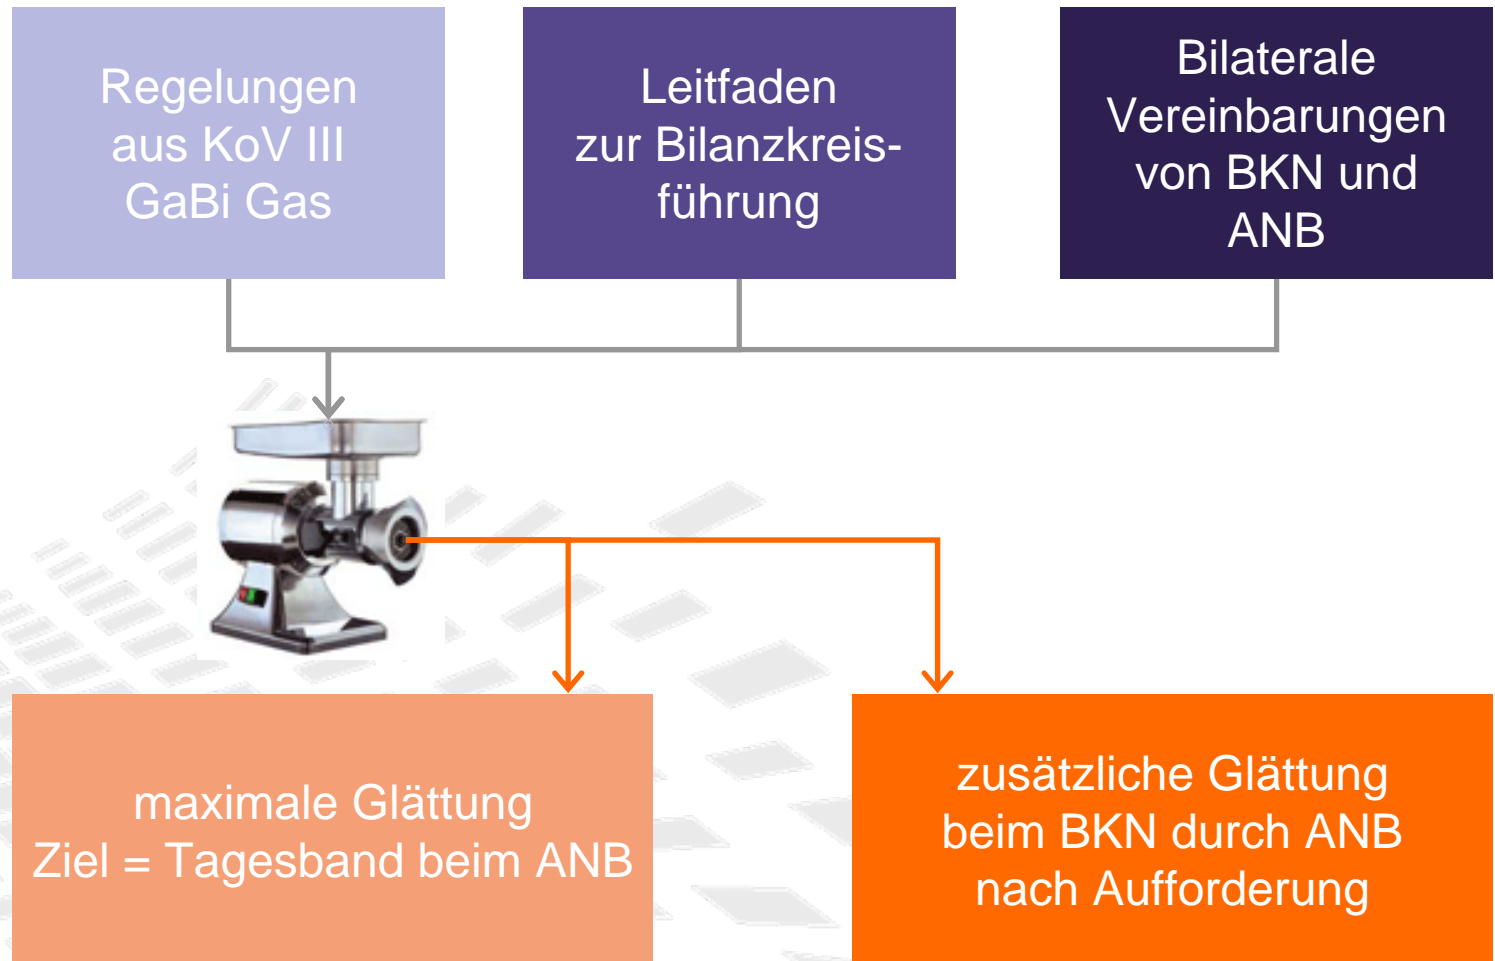 Regelungen
aus KoV III
GaBi Gas
Leitfaden
zur Bilanzkreis-
führung
Bilaterale
Vereinbarungen
von BKN und
ANB
maximale Glättung
Ziel = Tagesband beim ANB
zusätzliche Glättung
beim BKN durch ANB
nach Aufforderung